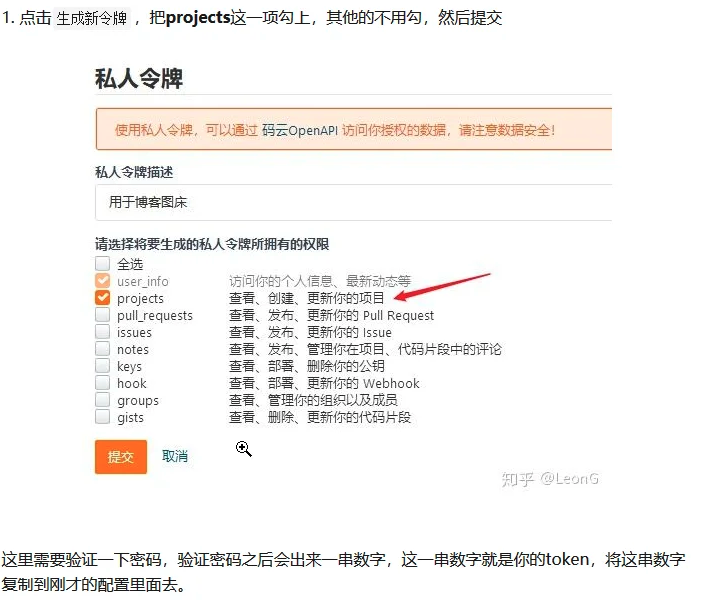 1. 点击 生成新令牌 ，把projects这一项勾上，其他的不用勾，然后提交
私人令牌
使用私人令牌，可以通过 码云OpenAPI 访问你授权的数据，请注意数据安全！
私人令牌描述
用于博客图床
请选择将要生成的私人令牌所拥有的权限
全选
user_info 访问你的个人信息、最新动态等
projects 查看、创建、更新你的项目
pull_requests 查看、发布、更新你的 Pull Request
issues 查看、发布、更新你的 Issue
notes 查看、发布、管理你在项目、代码片段中的评论
keys 查看、部署、删除你的公钥
hook 查看、部署、更新你的 Webhook
groups 查看、管理你的组织以及成员
gists 查看、删除、更新你的代码片段
提交 取消
知乎 @LeonG
这里需要验证一下密码，验证密码之后会出来一串数字，这一串数字就是你的token，将这串数字
复制到刚才的配置里面去。